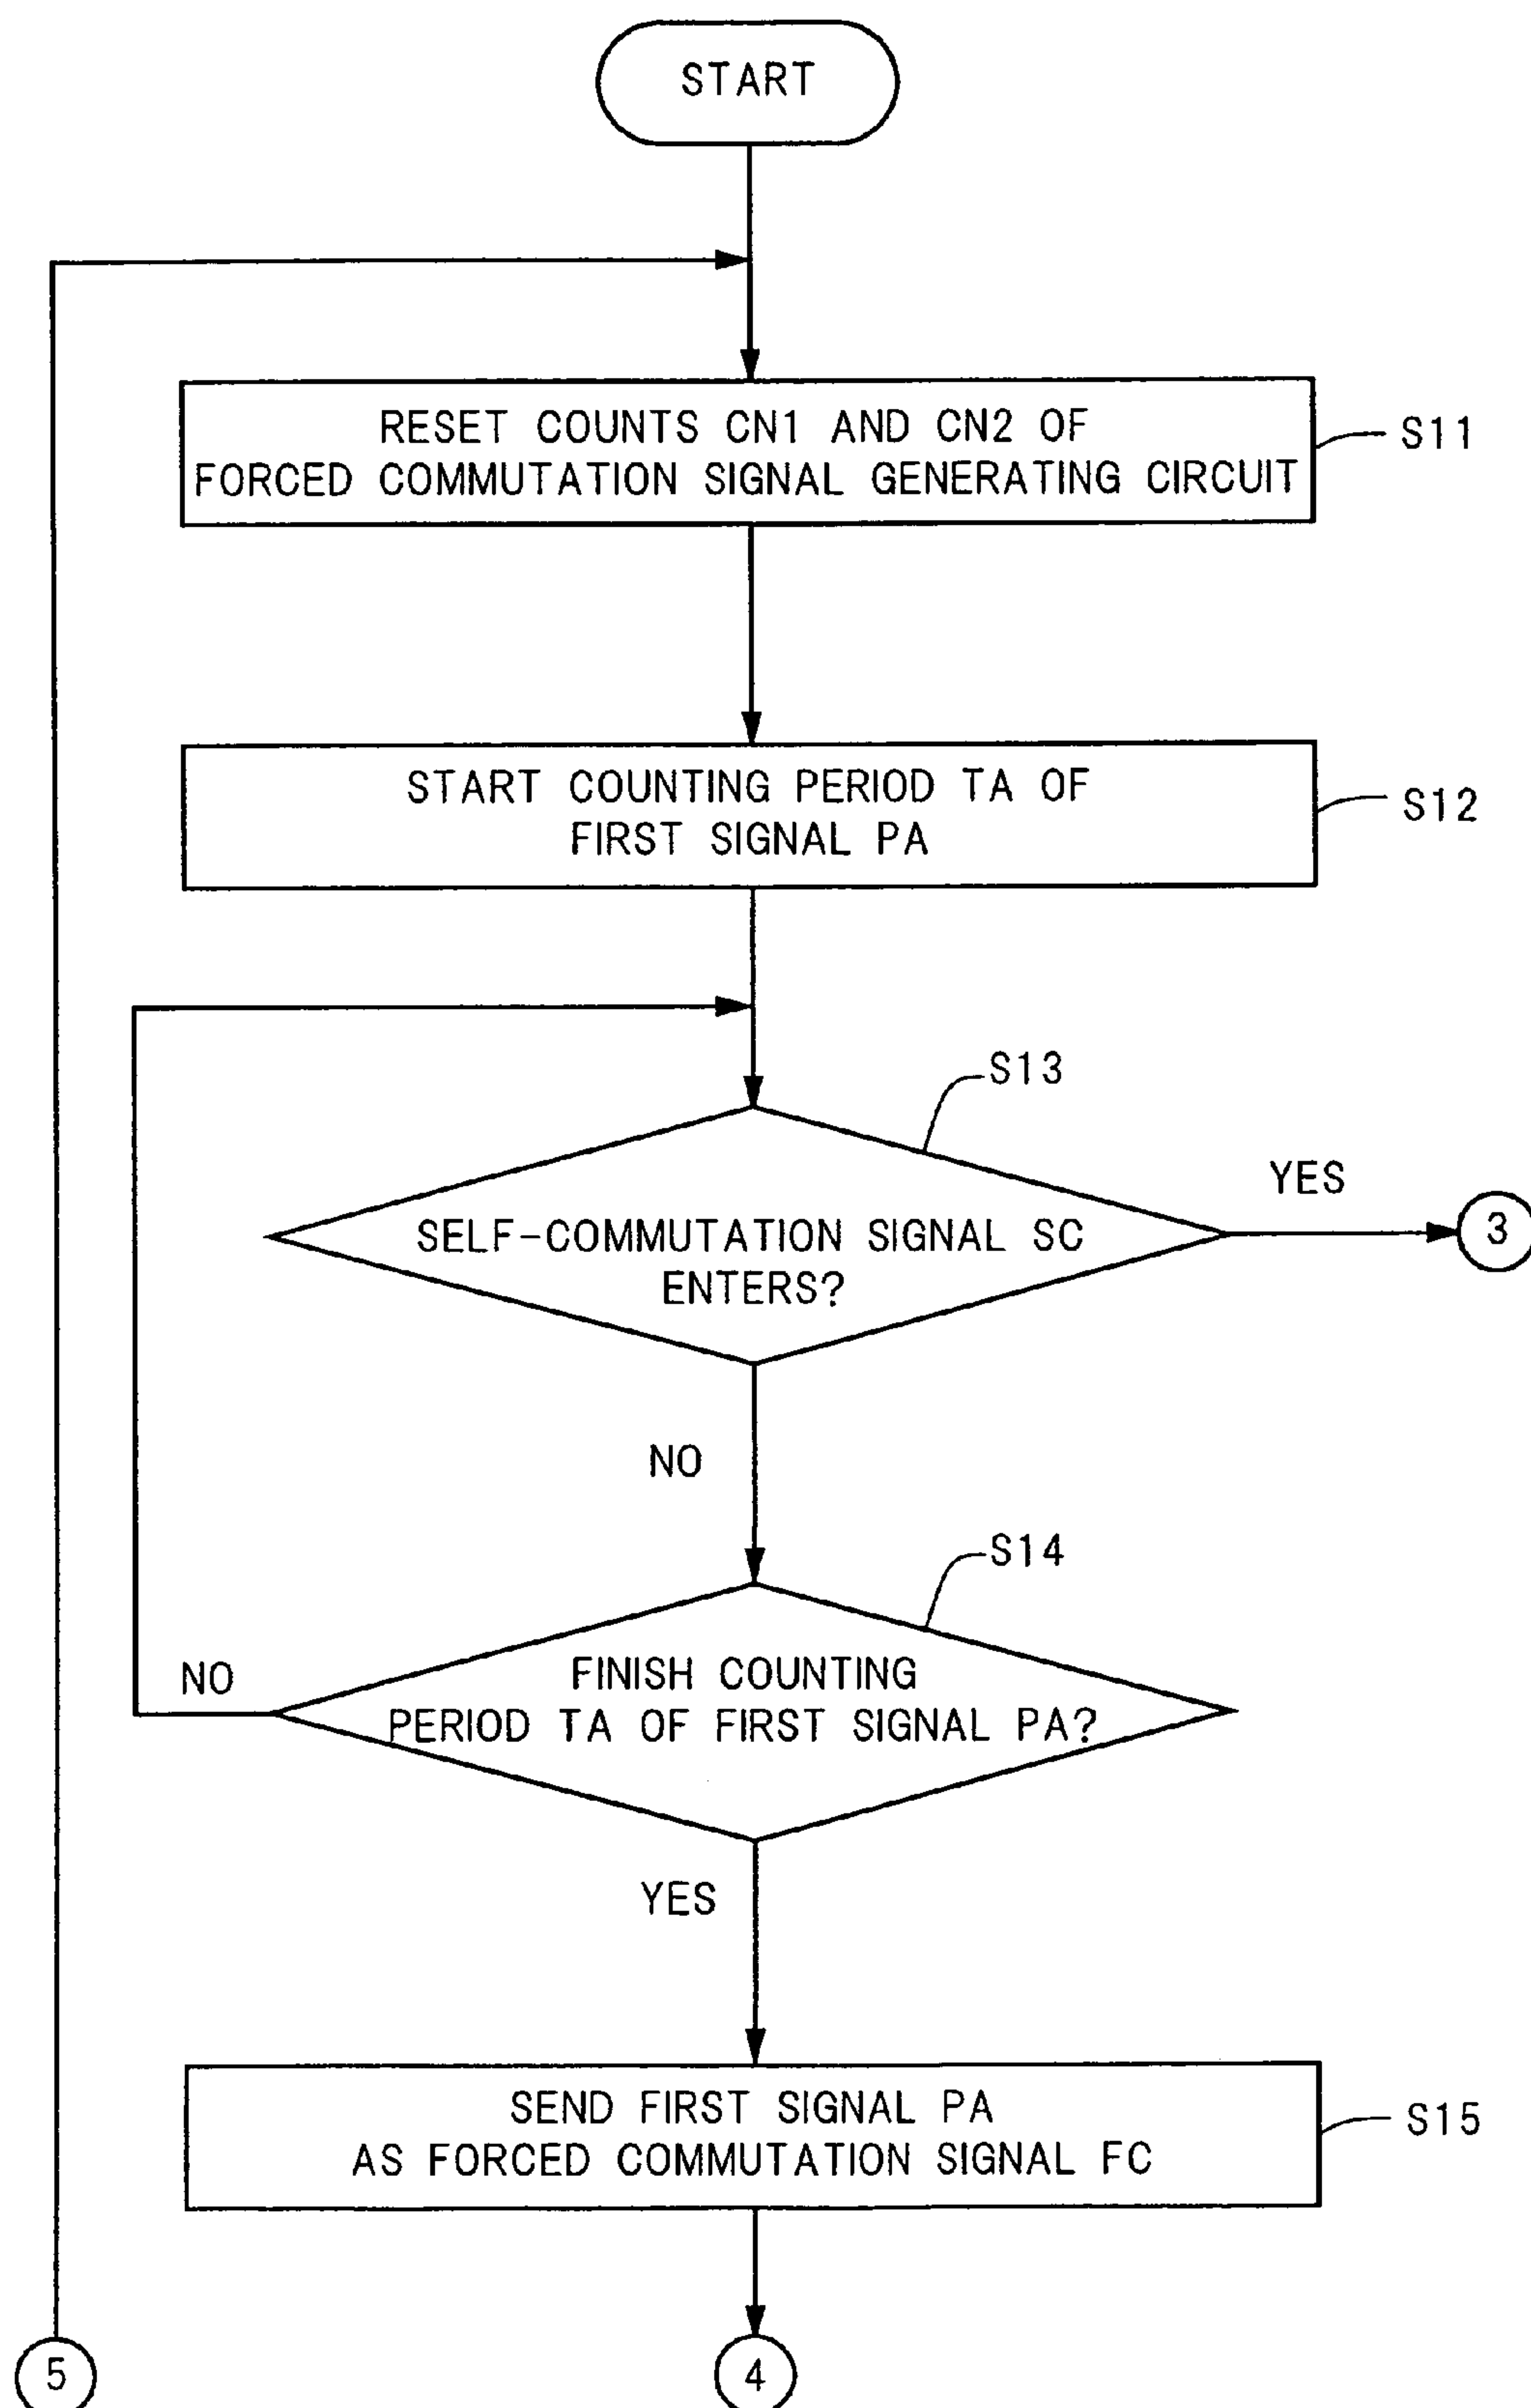 START
RESET COUNTS CN1 AND CN2 OF
FORCED COMMUTATION SIGNAL GENERATING CIRCUIT
S11
START COUNTING PERIOD TA OF
FIRST SIGNAL PA
S12
S13
YES
SELF-COMMUTATION SIGNAL SC
ENTERS?
3
NO
S14
NO
FINISH COUNTING
PERIOD TA OF FIRST SIGNAL PA?
YES
SEND FIRST SIGNAL PA
AS FORCED COMMUTATION SIGNAL FC
S15
5
4